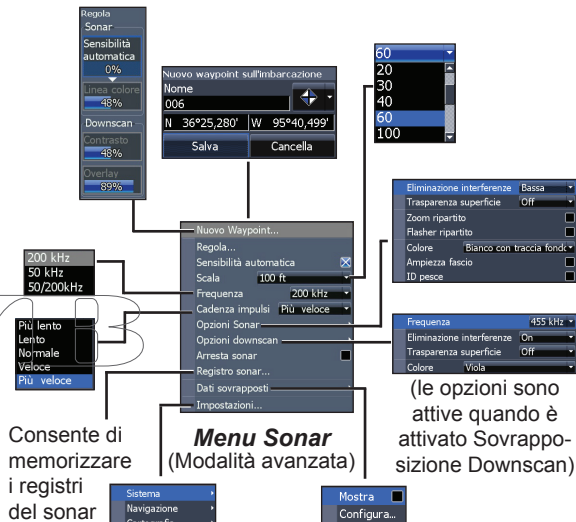 Regola
Sonar
Sensibilità
automatica
0%
Linea colore
48%
Downscan
Contrasto
48%
Overlay
89%
Nuovo waypoint sull'imbarcazione
Nome
006
N 36°25,280' W 95°40,499'
Salva Cancella
60
20
30
40
60
100
Nuovo Waypoint...
Regola...
Sensibilità automatica
Scala 100 ft
Frequenza 200 kHz
Cadenza impulsi Più veloce
Opzioni Sonar
Opzioni downscan
Arresta sonar
Registro sonar...
Dati sovrapposti
Impostazioni...
200 kHz
50 kHz
50/200kHz
Più lento
Lento
Normale
Veloce
Più veloce
Eliminazione interferenze Bassa
Trasparenza superficie Off
Zoom ripartito
Flasher ripartito
Colore Bianco con traccia fondo
Ampiezza fascio
ID pesce
Frequenza 455 kHz
Eliminazione interferenze On
Trasparenza superficie Off
Colore Viola
(le opzioni sono
attive quando è
attivato Sovrappo-
sizione Downscan)
Menu Sonar
(Modalità avanzata)
Consente di
memorizzare
i registri
del sonar
Sistema
Navigazione
Cartografia
Mostra
Configura...